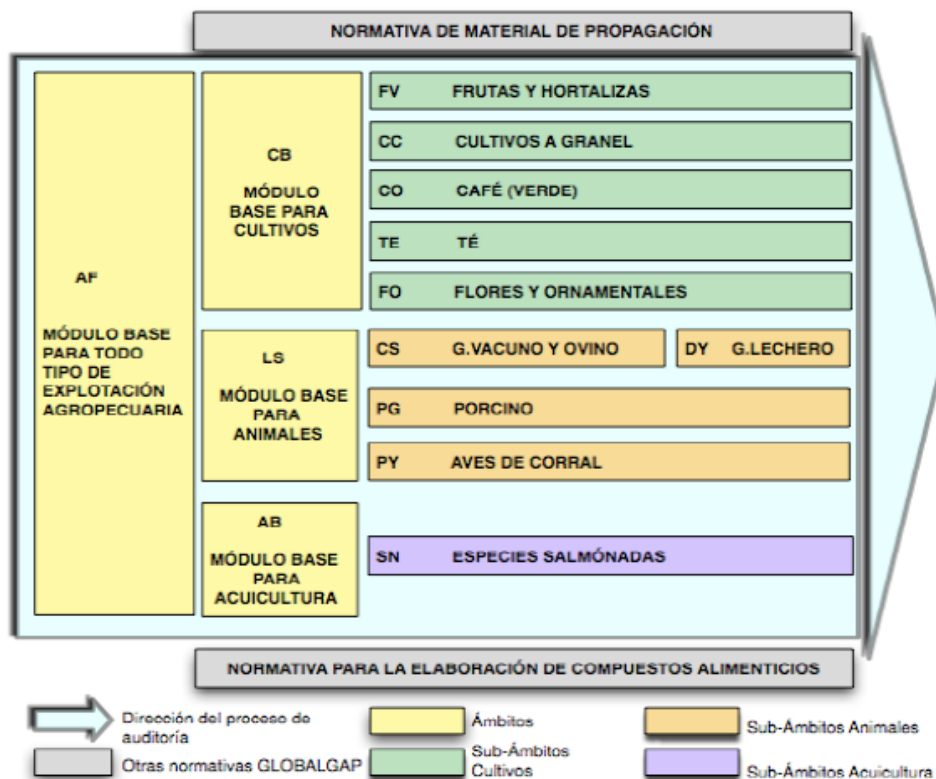 NORMATIVA DE MATERIAL DE PROPAGACIÓN
AF
MÓDULO BASE
PARA TODO
TIPO DE
EXPLOTACIÓN
AGROPECUARIA
CB
MÓDULO
BASE PARA
CULTIVOS
FV FRUTAS Y HORTALIZAS
CC CULTIVOS A GRANEL
CO CAFÉ (VERDE)
TE TÉ
FO FLORES Y ORNAMENTALES
LS
MÓDULO BASE
PARA
ANIMALES
CS G.VACUNO Y OVINO
DY G.LECHERO
PG PORCINO
PY AVES DE CORRAL
AB
MÓDULO BASE
PARA
ACUICULTURA
SN ESPECIES SALMÓNADAS
NORMATIVA PARA LA ELABORACIÓN DE COMPUESTOS ALIMENTICIOS
Dirección del proceso de
auditoría
Ámbitos
Sub-Ámbitos Animales
Otras normativas GLOBALGAP
Sub-Ámbitos
Cultivos
Sub-Ámbitos Acuicultura